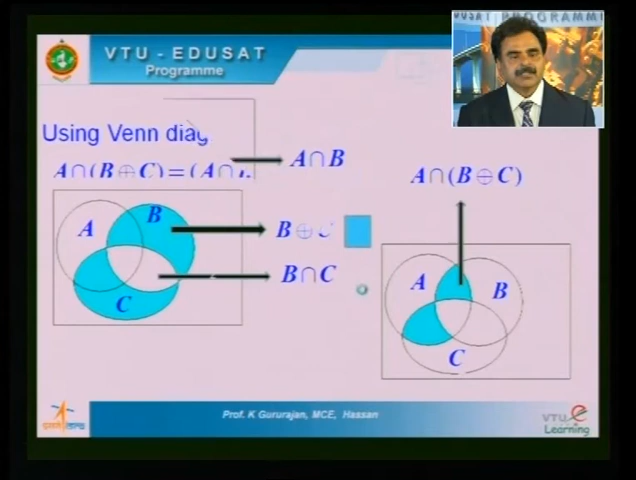 VTU - EDUSAT
Programme
Using Venn diag
A∩(B⊕C)=(A∩
A∩B
A∩(B⊕C)
A
B
B⊕C
B∩C
C
A
B
C
Prof. K Gururajan, MCE, Hassan
VTU e
Learning